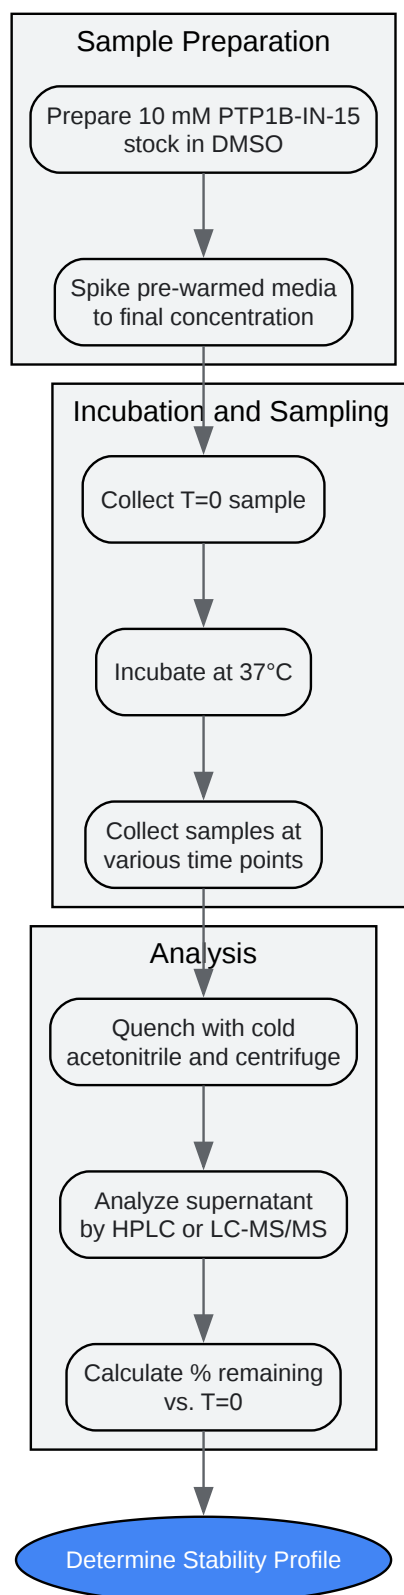 Sample Preparation
Prepare 10 mM PTP1B-IN-15
stock in DMSO
Spike pre-warmed media
to final concentration
Incubation and Sampling
Collect T=0 sample
Incubate at 37°C
Collect samples at
various time points
Analysis
Quench with cold
acetonitrile and centrifuge
Analyze supernatant
by HPLC or LC-MS/MS
Calculate % remaining
vs. T=0
Determine Stability Profile